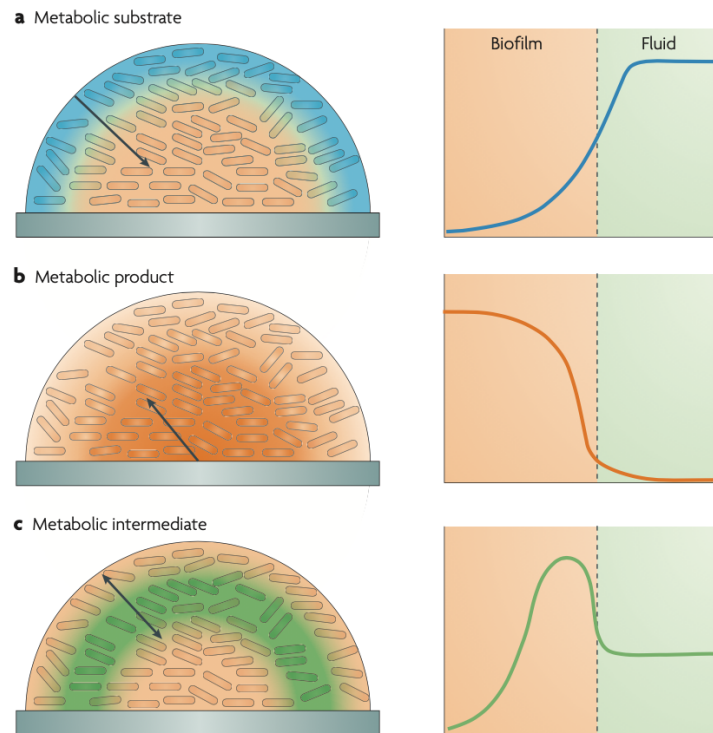 a Metabolic substrate
Biofilm
Fluid
b Metabolic product
c Metabolic intermediate